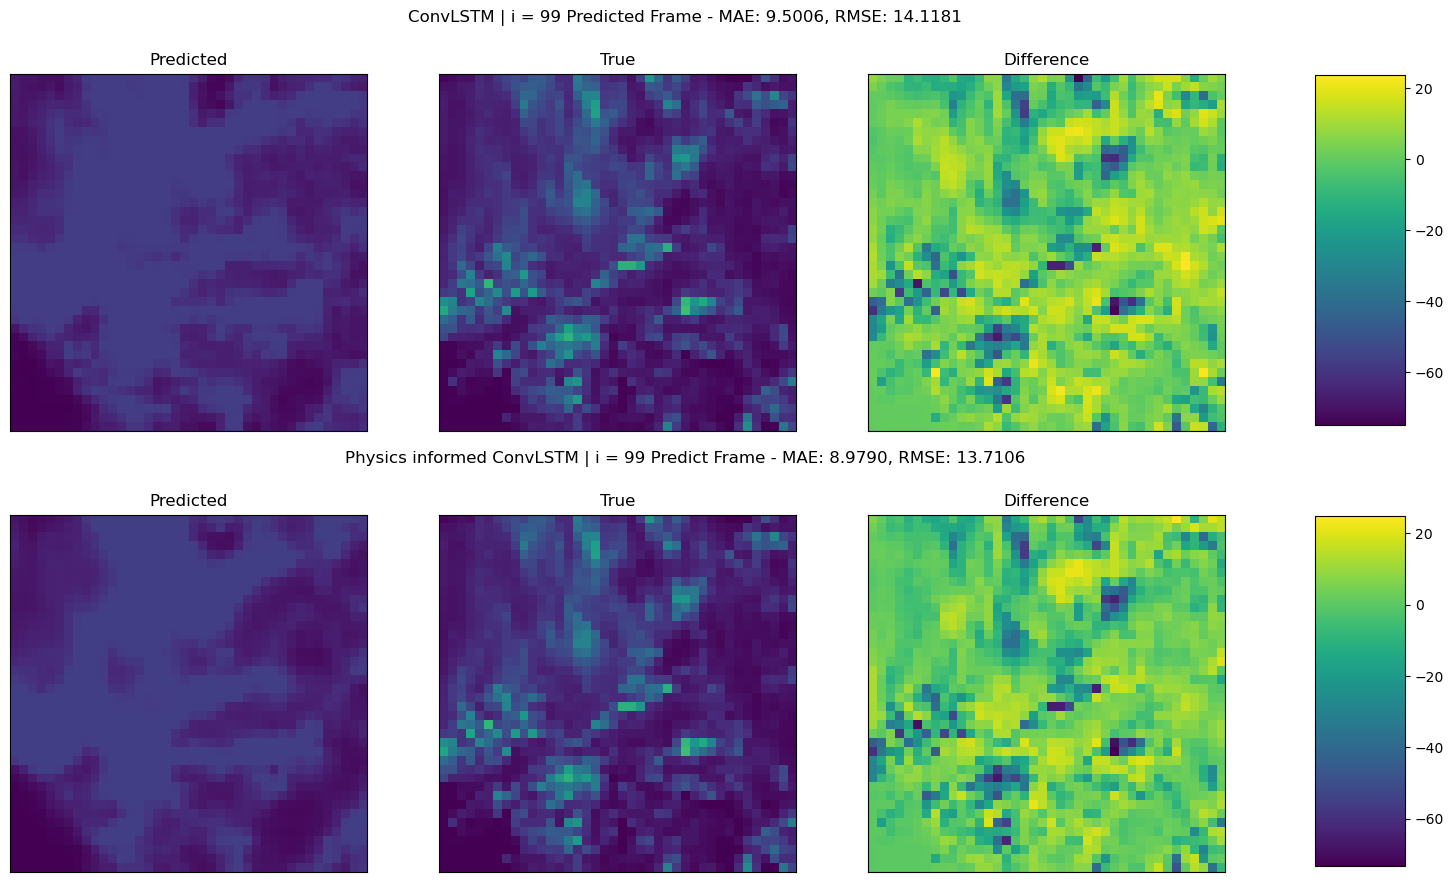 ConvLSTM | i = 99 Predicted Frame - MAE: 9.5006, RMSE: 14.1181
Predicted
True
Difference
20
0
−20
−40
−60
Physics informed ConvLSTM | i = 99 Predict Frame - MAE: 8.9790, RMSE: 13.7106
Predicted
True
Difference
20
0
−20
−40
−60